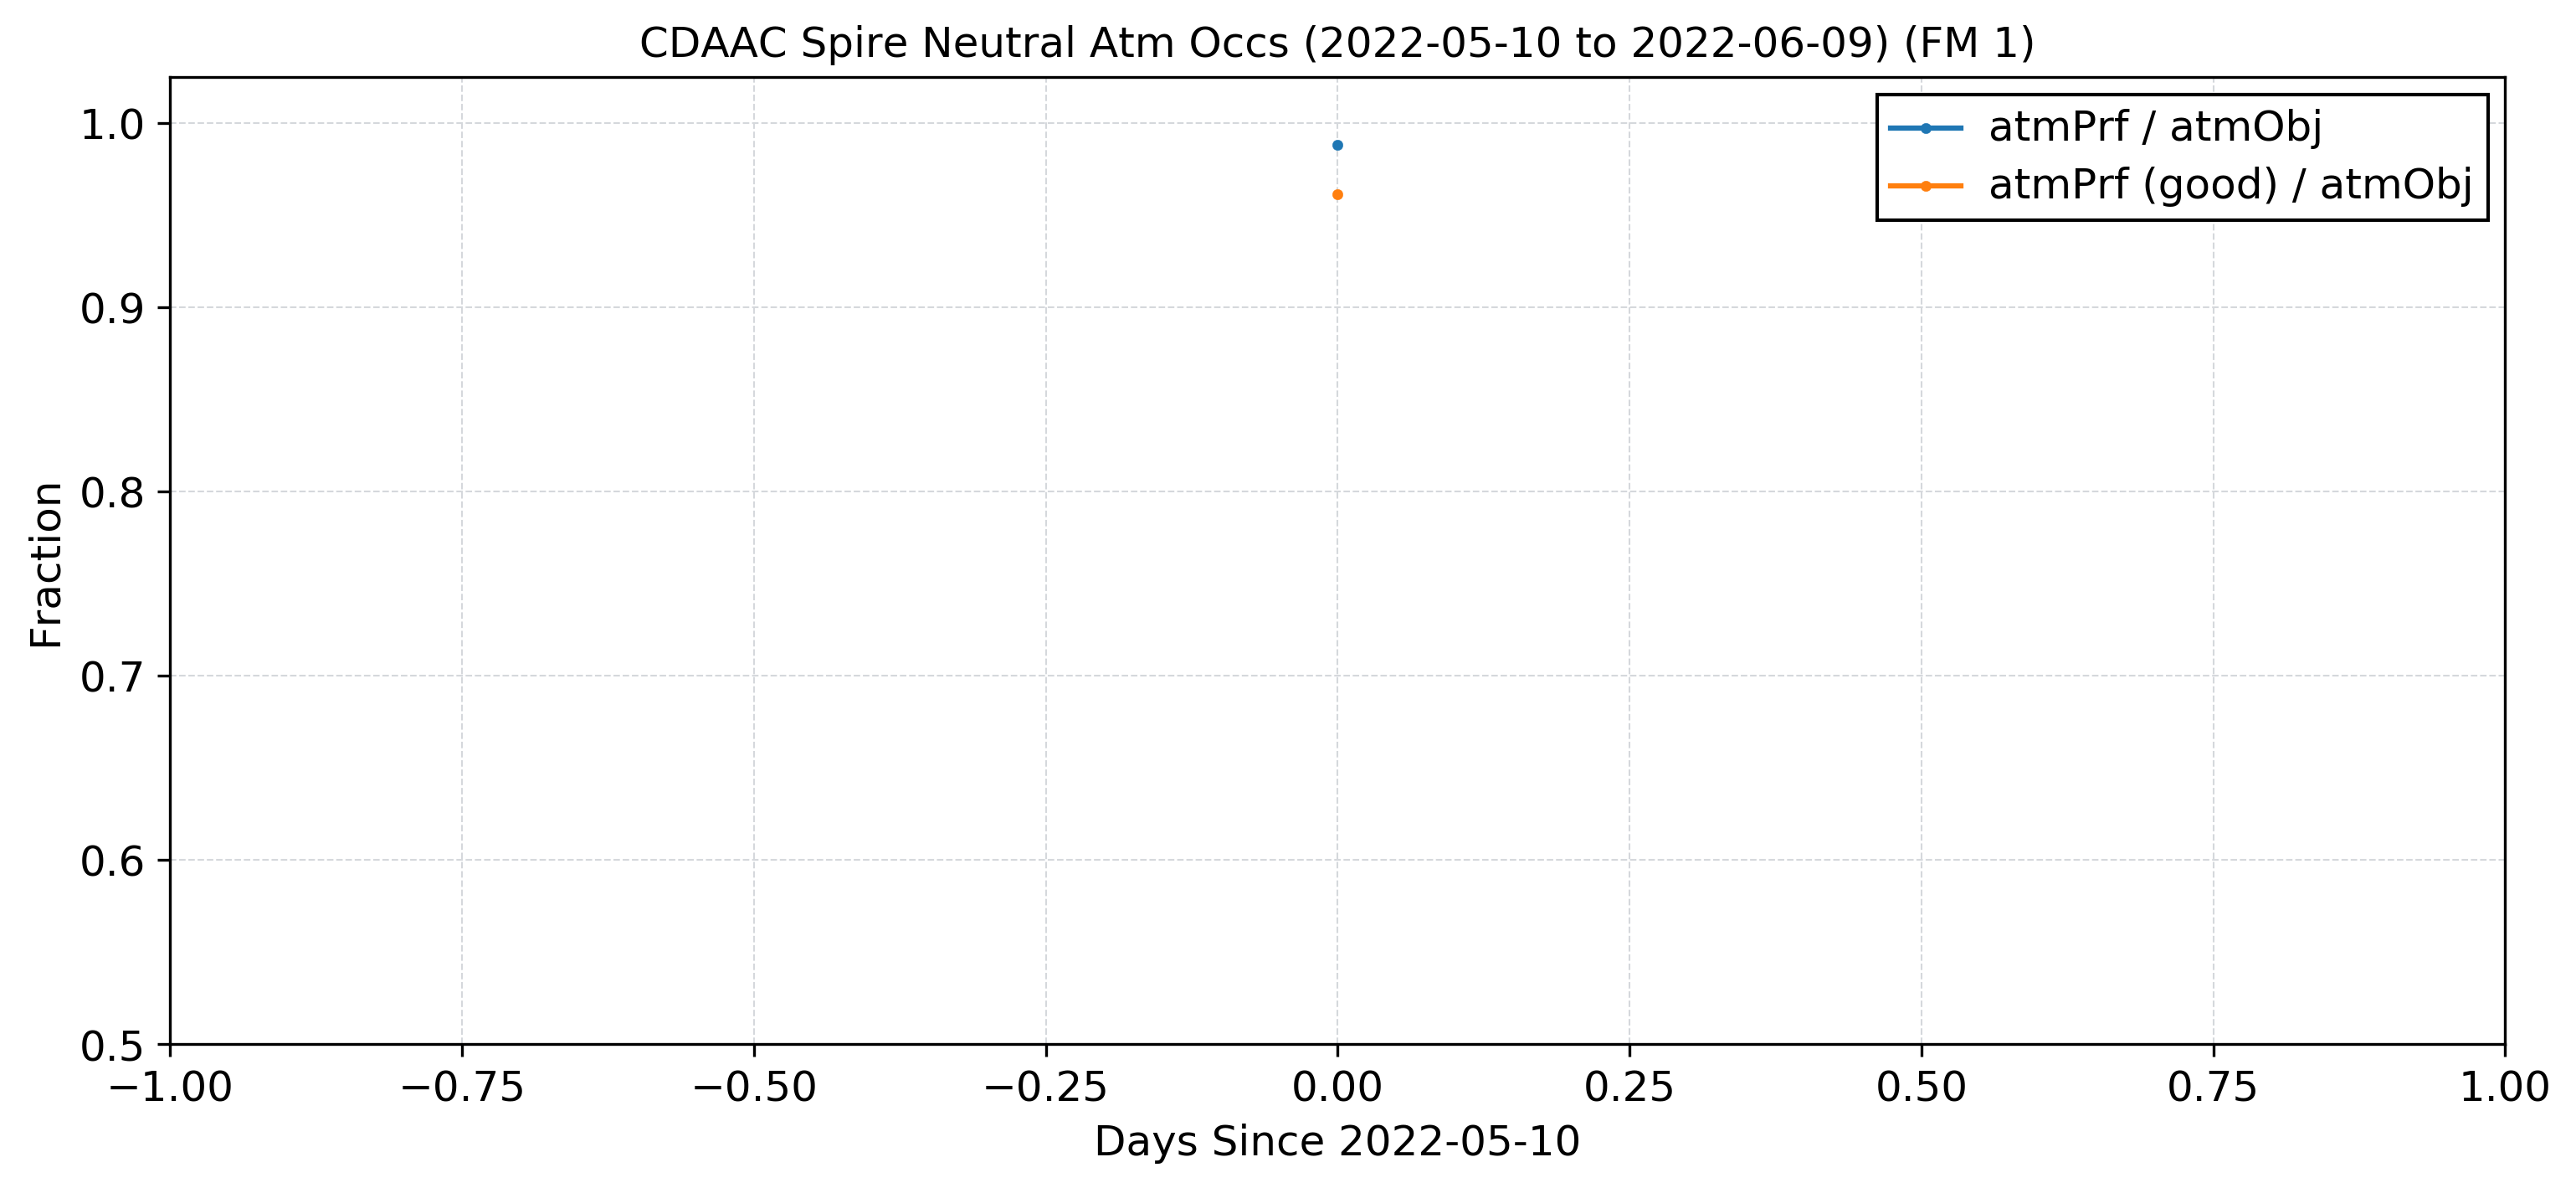 CDAAC Spire Neutral Atm Occs (2022-05-10 to 2022-06-09) (FM 1)
atmPrf / atmObj
atmPrf (good) / atmObj
1.0
0.9
0.8
0.7
0.6
0.5
Fraction
−1.00 −0.75 −0.50 −0.25 0.00 0.25 0.50 0.75 1.00
Days Since 2022-05-10